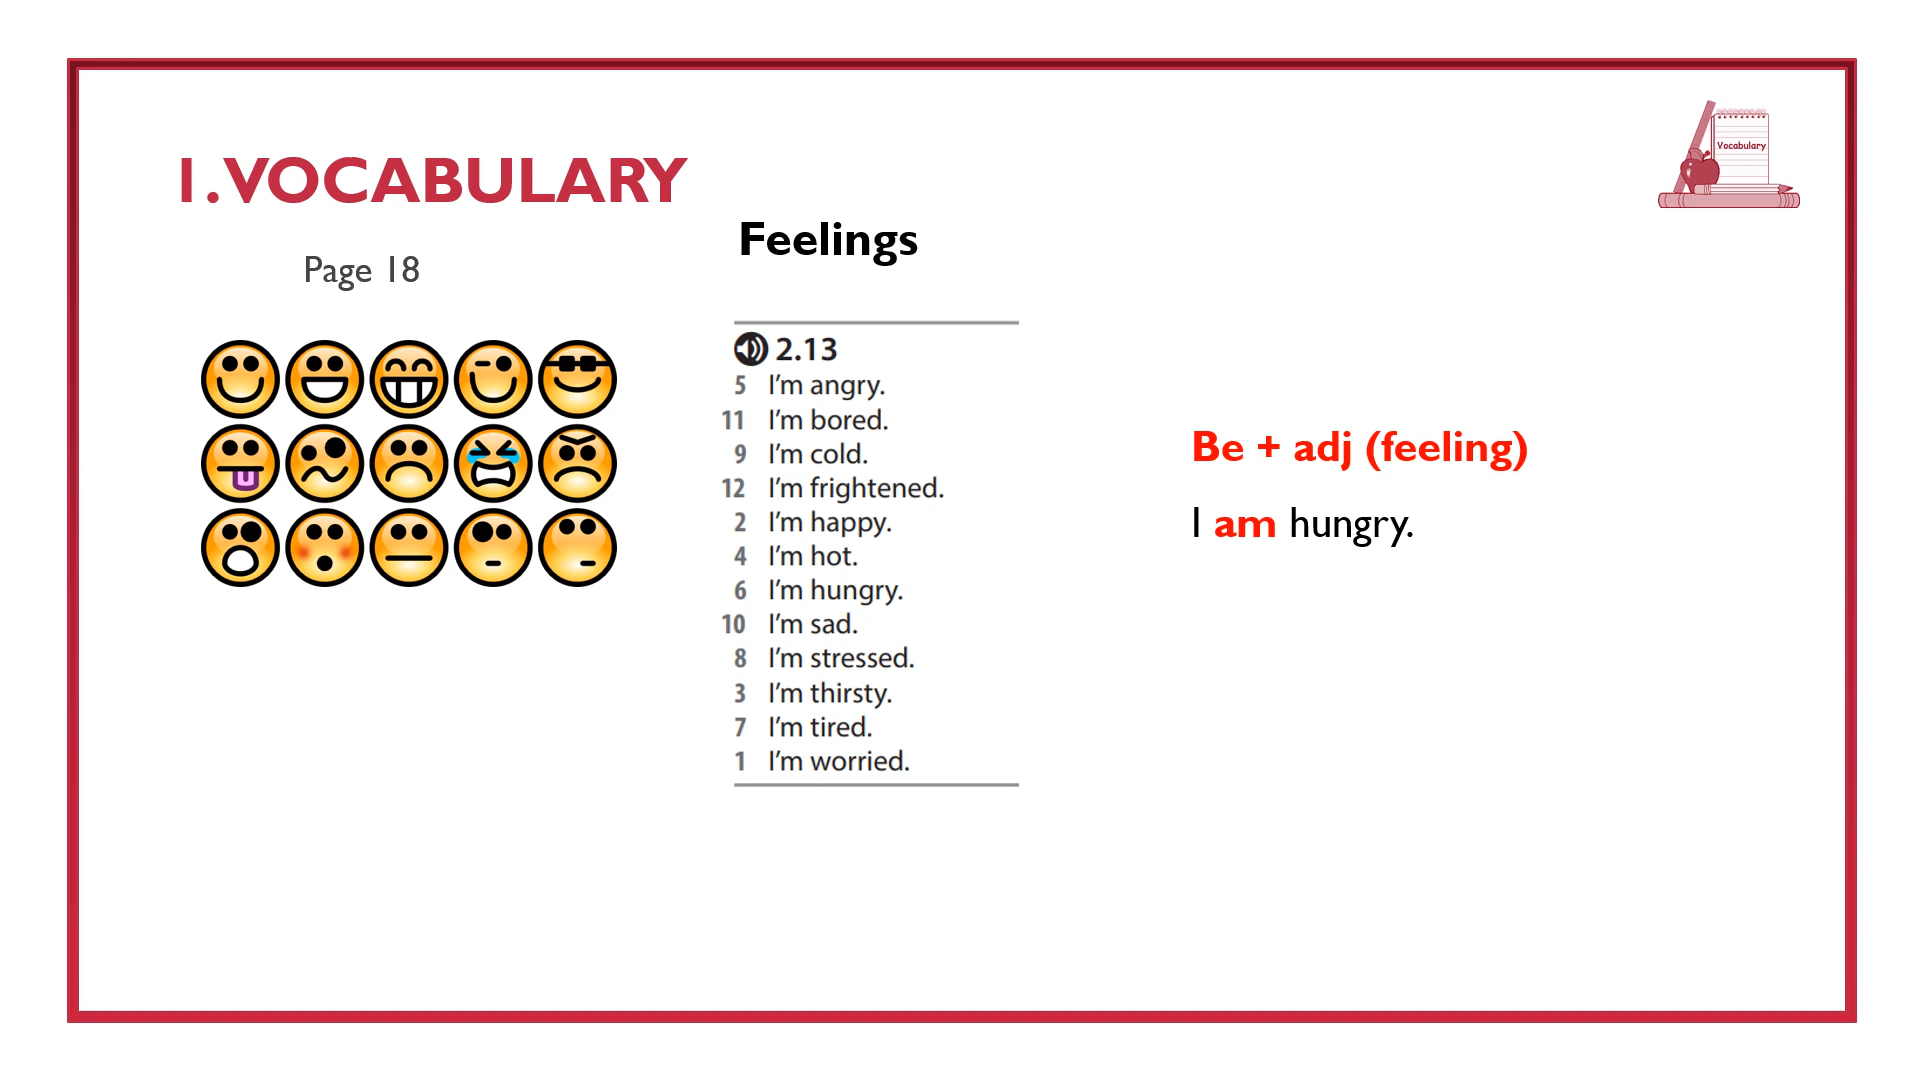 1.VOCABULARY
Vocabulary
Page 18
Feelings
2.13
5 I'm angry.
11 I'm bored.
9 I'm cold.
12 I'm frightened.
2 I'm happy.
4 I'm hot.
6 I'm hungry.
10 I'm sad.
8 I'm stressed.
3 I'm thirsty.
7 I'm tired.
1 I'm worried.
Be + adj (feeling)
I am hungry.